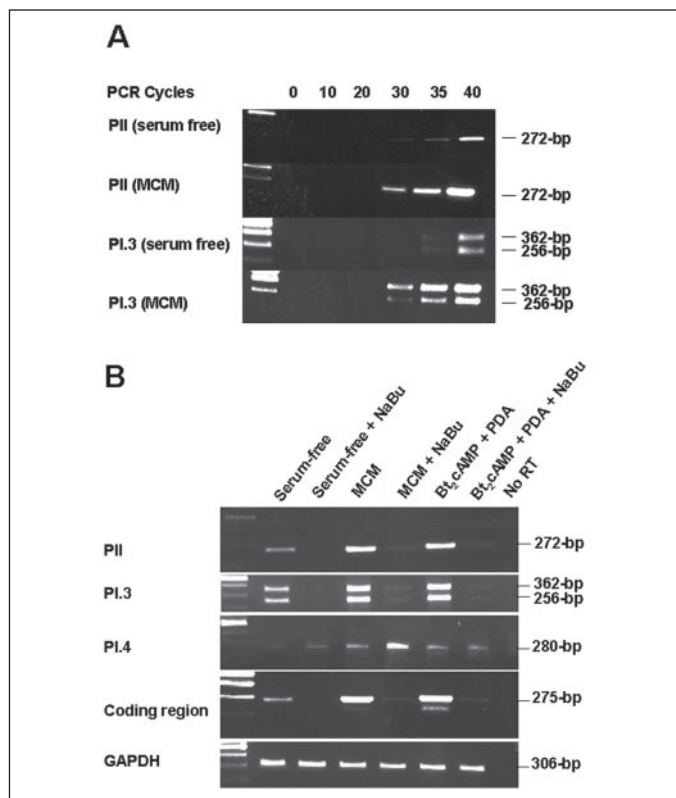 A
PCR Cycles 0 10 20 30 35 40
PII (serum free) 272-bp
PII (MCM) 272-bp
PI.3 (serum free) 362-bp
256-bp
PI.3 (MCM) 362-bp
256-bp
B
Serum-free
Serum-free + NaBu
MCM
MCM + NaBu
Bt₂cAMP + PDA
Bt₂cAMP + PDA + NaBu
No RT
PII 272-bp
PI.3 362-bp
256-bp
PI.4 280-bp
Coding region 275-bp
GAPDH 306-bp